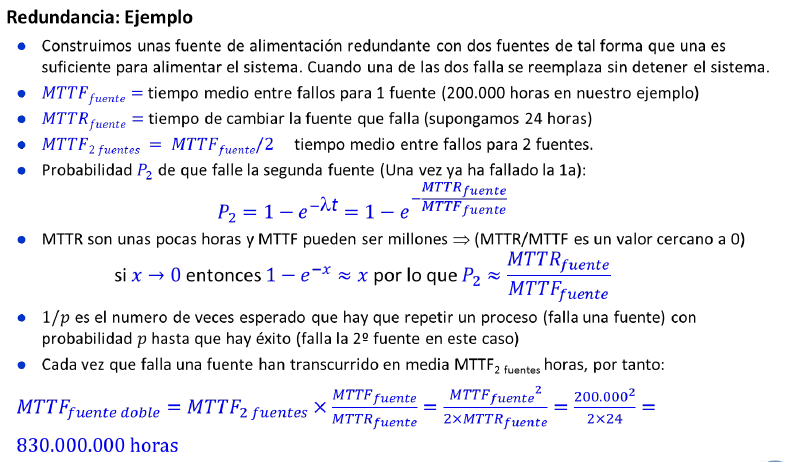 Redundancia: Ejemplo
● Construimos unas fuente de alimentación redundante con dos fuentes de tal forma que una es
suficiente para alimentar el sistema. Cuando una de las dos falla se reemplaza sin detener el sistema.
● MTTF_fuente = tiempo medio entre fallos para 1 fuente (200.000 horas en nuestro ejemplo)
● MTTR_fuente = tiempo de cambiar la fuente que falla (supongamos 24 horas)
● MTTF_2 fuentes = MTTF_fuente/2 tiempo medio entre fallos para 2 fuentes.
● Probabilidad P₂ de que falle la segunda fuente (Una vez ya ha fallado la 1a):
P₂ = 1 − e^(−λt) = 1 − e^(−MTTR_fuente/MTTF_fuente)
● MTTR son unas pocas horas y MTTF pueden ser millones ⟹ (MTTR/MTTF es un valor cercano a 0)
si x → 0 entonces 1 − e^(−x) ≈ x por lo que P₂ ≈ MTTR_fuente/MTTF_fuente
● 1/p es el numero de veces esperado que hay que repetir un proceso (falla una fuente) con
probabilidad p hasta que hay éxito (falla la 2º fuente en este caso)
● Cada vez que falla una fuente han transcurrido en media MTTF_2 fuentes horas, por tanto:
MTTF_fuente doble = MTTF_2 fuentes × MTTF_fuente/MTTR_fuente = MTTF_fuente²/(2×MTTR_fuente) = 200.000²/(2×24) =
830.000.000 horas